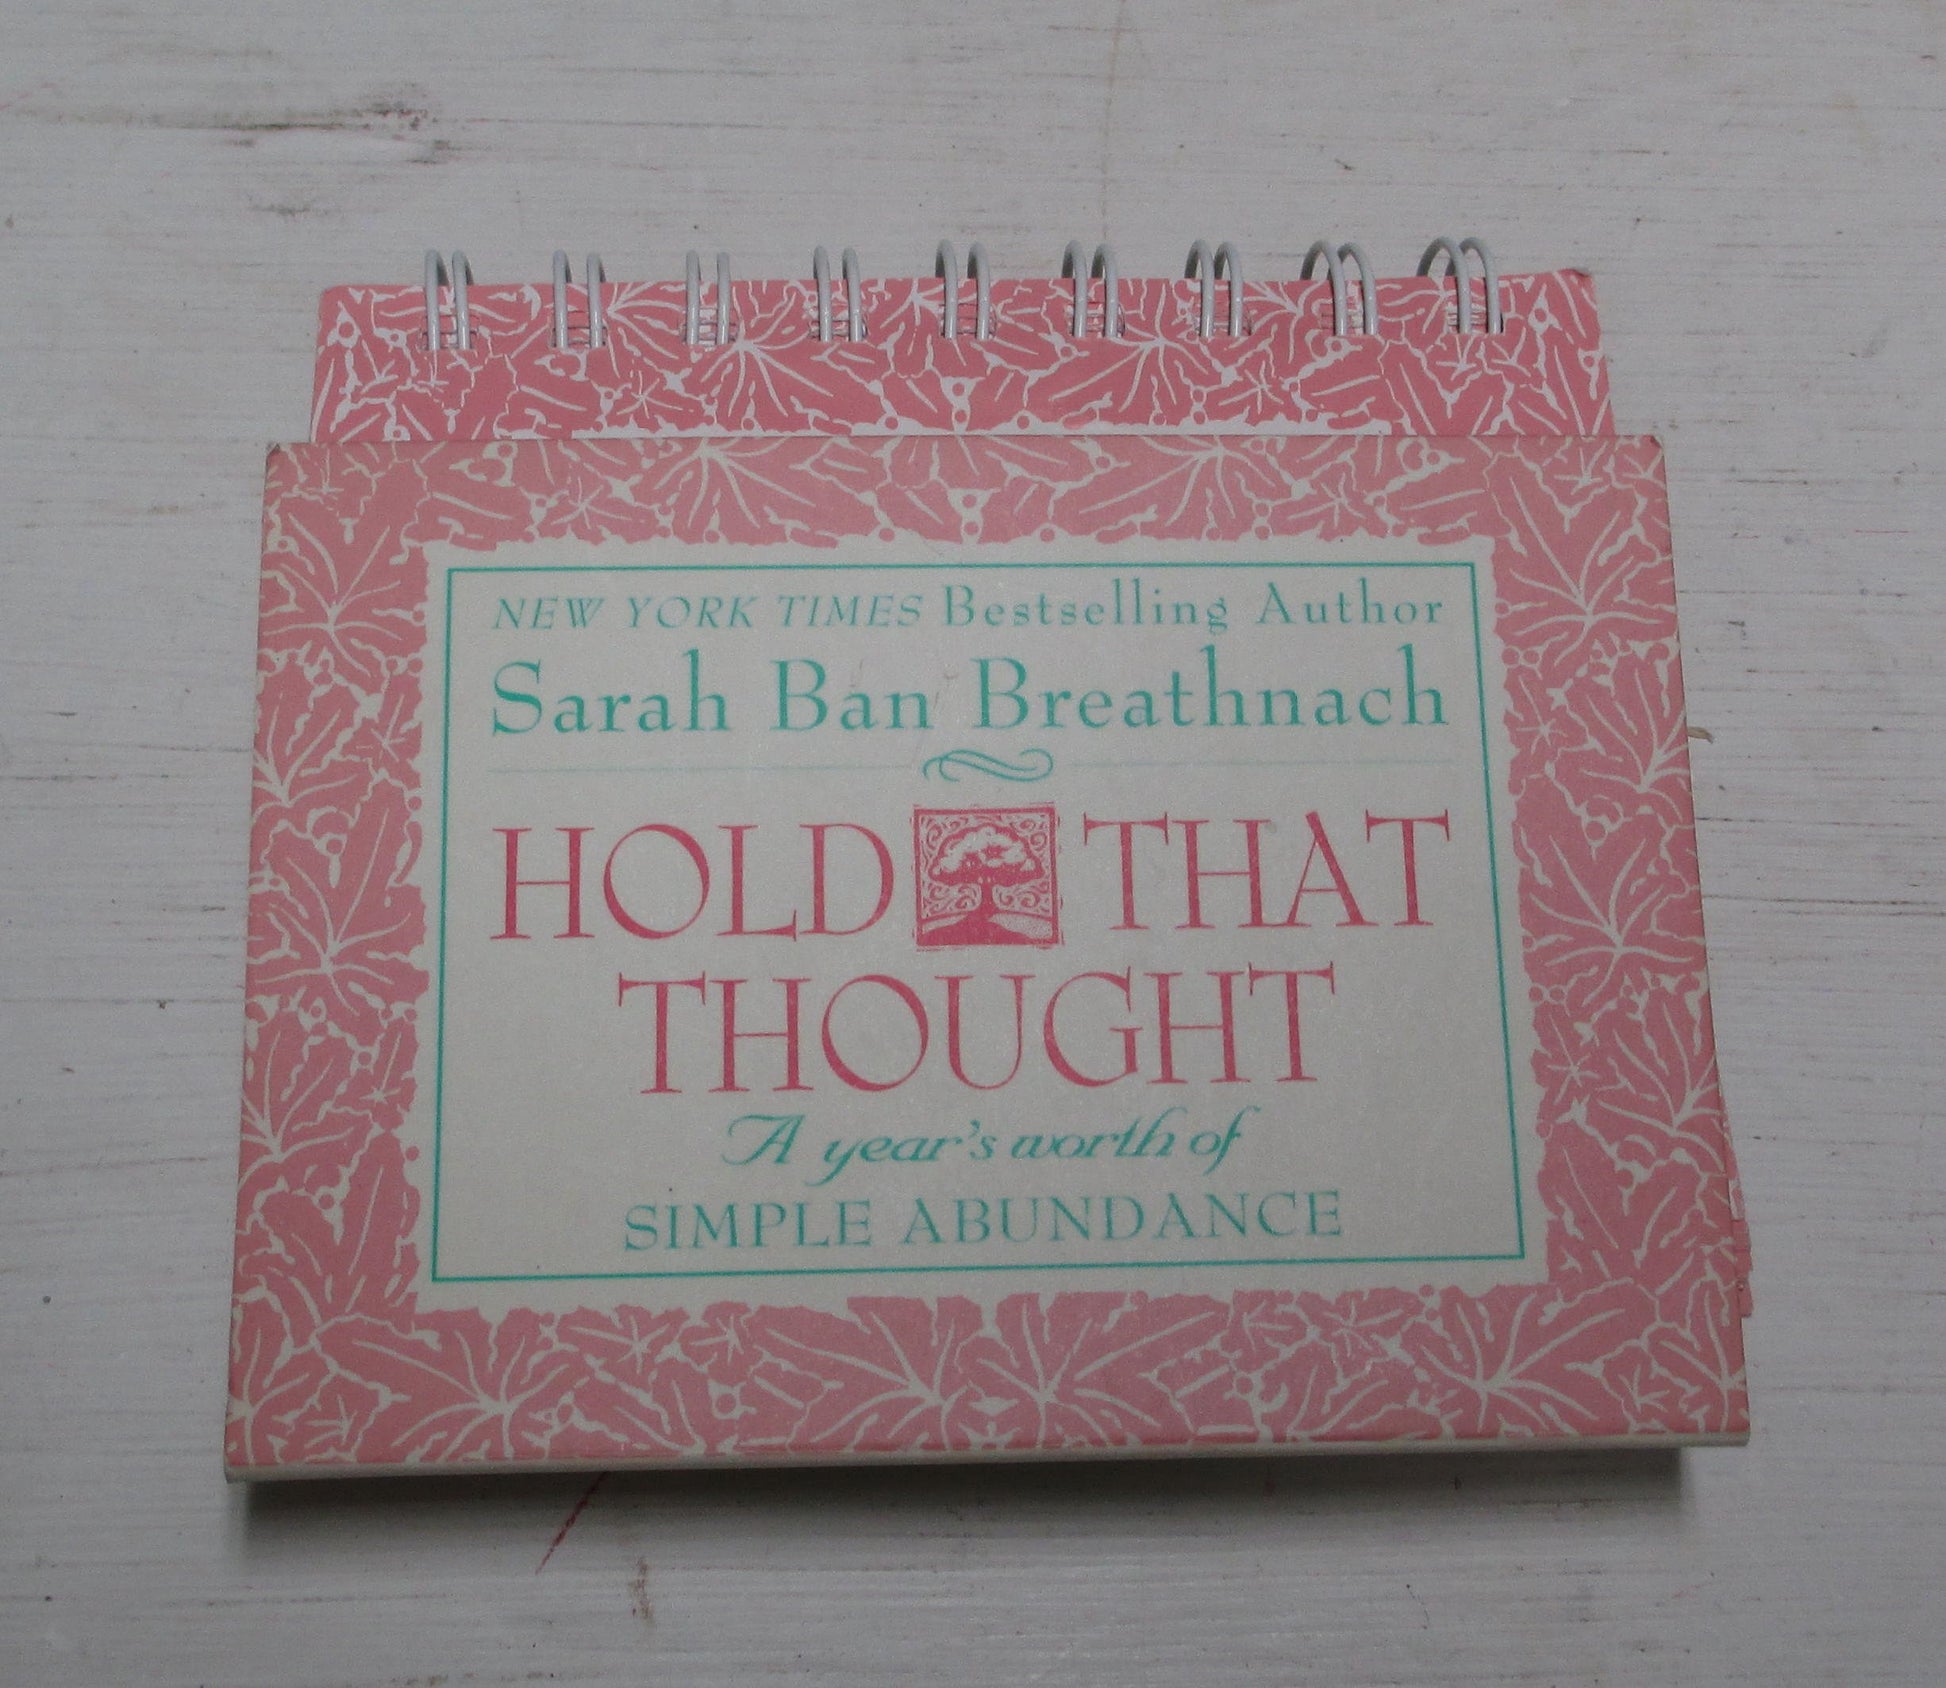 NEW YORK TIMES Bestselling Author
Sarah Ban Breathnach
HOLD THAT
THOUGHT
A year's worth of
SIMPLE ABUNDANCE